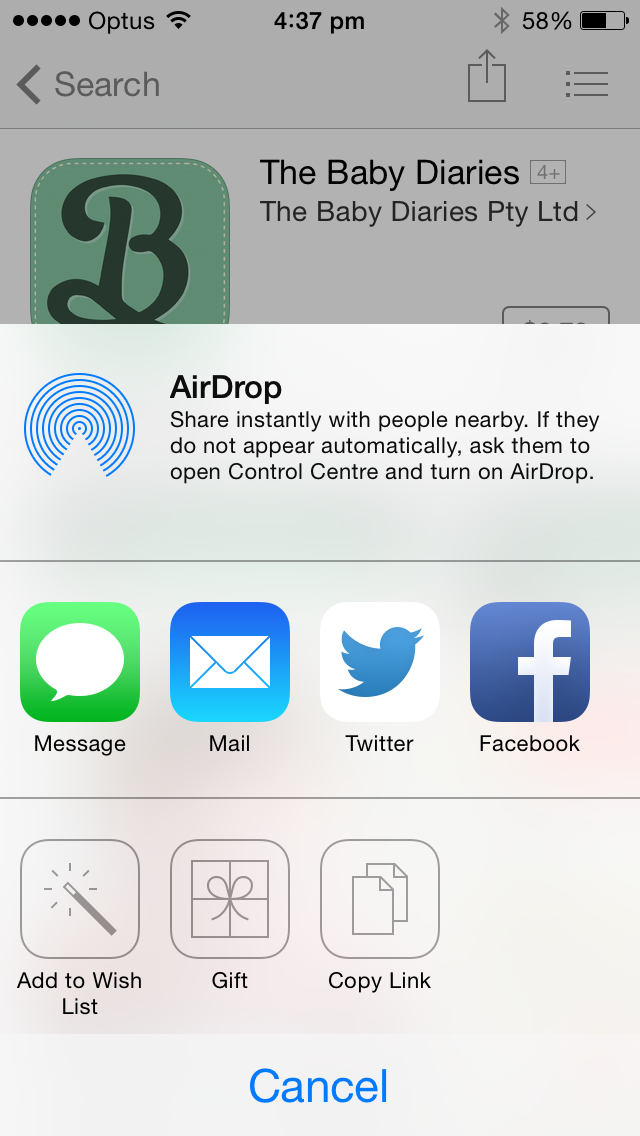 Optus 4:37 pm 58%
Search
The Baby Diaries 4+
The Baby Diaries Pty Ltd
AirDrop
Share instantly with people nearby. If they
do not appear automatically, ask them to
open Control Centre and turn on AirDrop.
Message Mail Twitter Facebook
Add to Wish
List
Gift Copy Link
Cancel